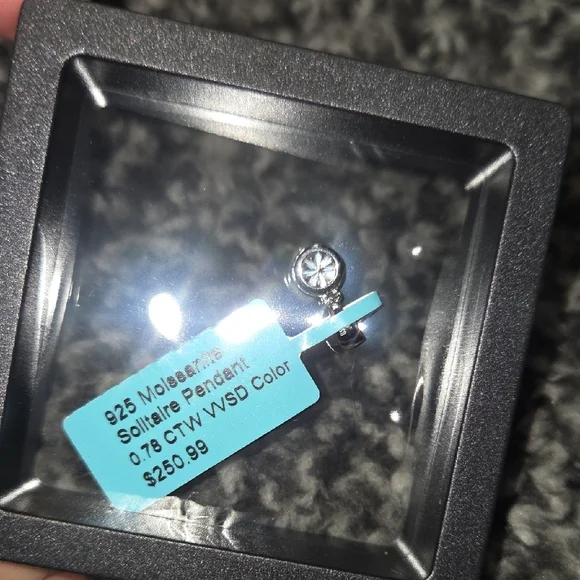 925 Moissanite
Solitaire Pendant
0.78 CTW VVSD Color
$250.99